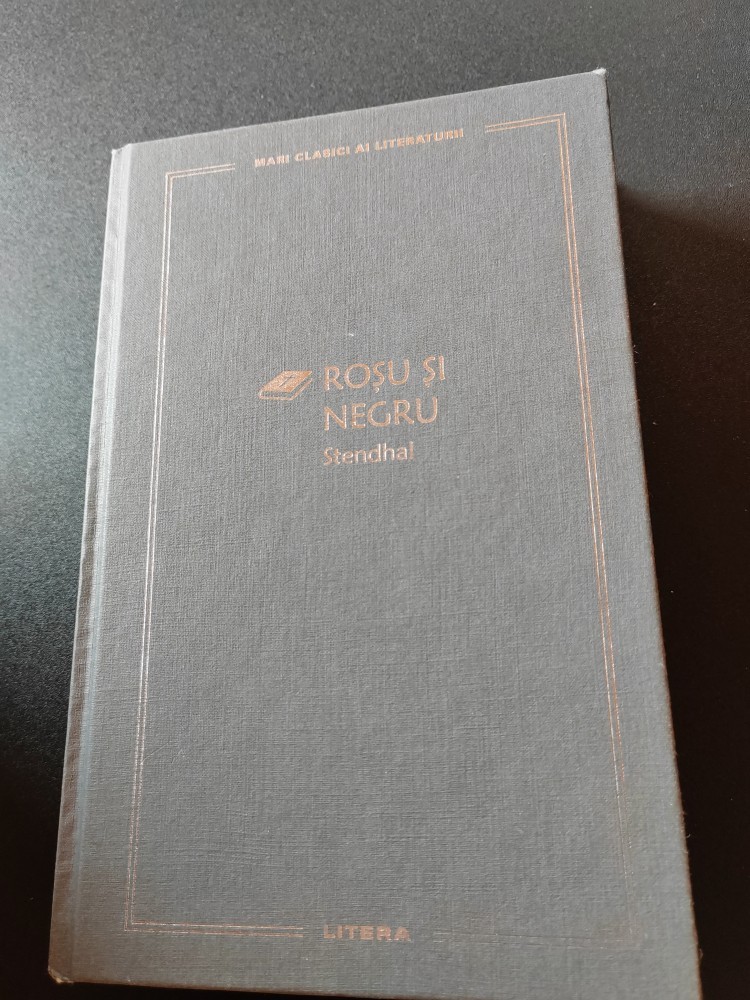 MARI CLASICI AI LITERATURII
ROȘU ȘI
NEGRU
Stendhal
LITERA